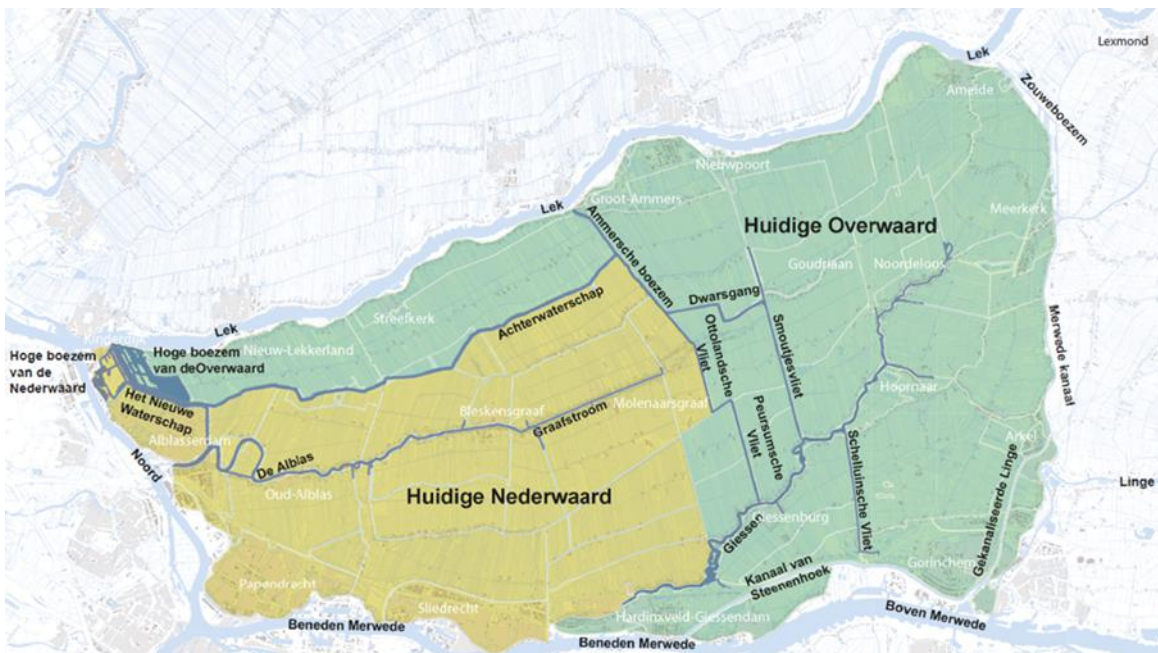 Lek
Lexmond
Ameide
Zouweboezem
Nieuwpoort
Lek
Groot-Ammers
Ammersche boezem
Huidige Overwaard
Meerkerk
Goudriaan
Noordeloos
Dwarsgang
Achterwaterschap
Streefkerk
Lek
Kinderdijk
Nieuw-Lekkerland
Hoge boezem
van de
Nederwaard
Hoge boezem
van deOverwaard
Ottolandsche
Vliet
Smoutjesvliet
Merwede kanaal
Het Nieuwe
Waterschap
Hoornaar
Bleskensgraaf
Molenaarsgraaf
Graafstroom
Peursumsche
Vliet
Alblasserdam
Noord
De Alblas
Schelluinsche Vliet
Arkel
Gekanaliseerde Linge
Linge
Oud-Alblas
Huidige Nederwaard
Giessen
Giessenburg
Kanaal van
Steenenhoek
Gorinchem
Papendrecht
Sliedrecht
Hardinxveld-Giessendam
Boven Merwede
Beneden Merwede
Beneden Merwede